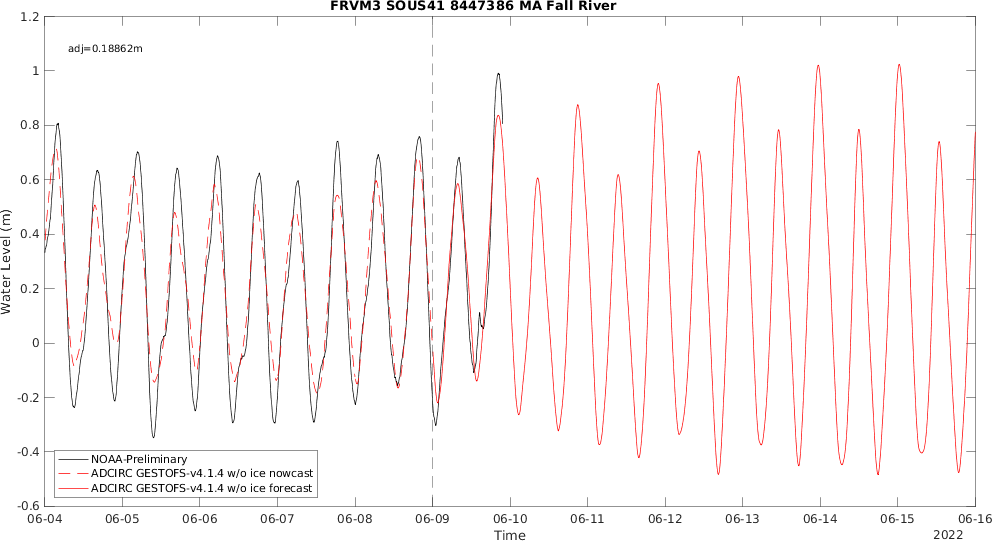 FRVM3 SOUS41 8447386 MA Fall River
1.2
1
0.8
0.6
0.4
0.2
0
-0.2
-0.4
-0.6
Water Level (m)
adj=0.18862m
NOAA-Preliminary
ADCIRC GESTOFS-v4.1.4 w/o ice nowcast
ADCIRC GESTOFS-v4.1.4 w/o ice forecast
06-04 06-05 06-06 06-07 06-08 06-09 06-10 06-11 06-12 06-13 06-14 06-15 06-16
Time
2022